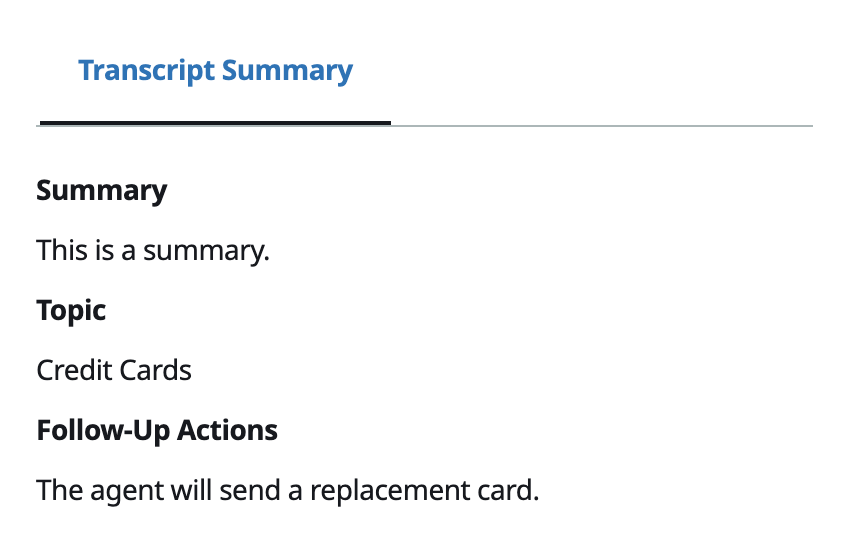 Transcript Summary
Summary
This is a summary.
Topic
Credit Cards
Follow-Up Actions
The agent will send a replacement card.